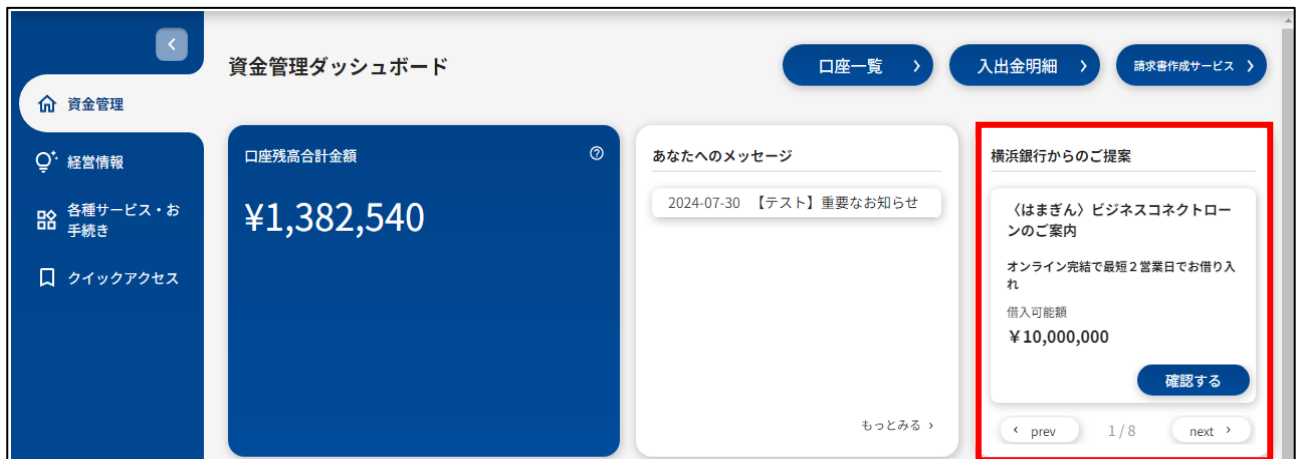 資金管理ダッシュボード
口座一覧
入出金明細
請求書作成サービス
資金管理
経営情報
各種サービス・お
手続き
クイックアクセス
口座残高合計金額
¥1,382,540
あなたへのメッセージ
2024-07-30 【テスト】重要なお知らせ
もっとみる
横浜銀行からのご提案
〈はまぎん〉ビジネスコネクトロー
ンのご案内
オンライン完結で最短2営業日でお借り入
れ
借入可能額
¥10,000,000
確認する
prev
1 / 8
next